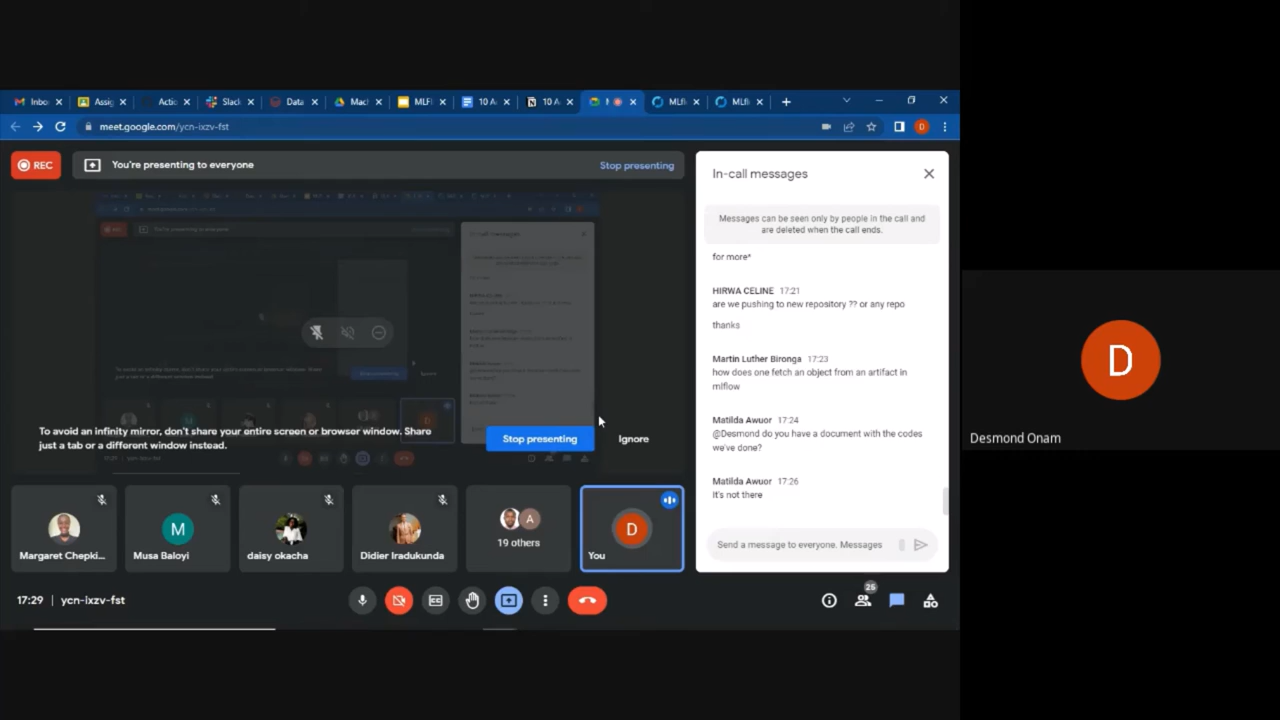 Inbo
Assig
Actio
Slack
Data
Macl
MLFl
10 A
10 A
MLfl
MLfl
meet.google.com/ycn-ixzv-fst
REC
You're presenting to everyone
Stop presenting
To avoid an infinity mirror, don't share your entire screen or browser window. Share
just a tab or a different window instead.
Stop presenting
Ignore
Margaret Chepki...
M
Musa Baloyi
daisy okacha
Didier Iradukunda
A
19 others
D
You
17:29 | ycn-ixzv-fst
25
In-call messages
Messages can be seen only by people in the call and
are deleted when the call ends.
for more*
HIRWA CELINE 17:21
are we pushing to new repository ?? or any repo
thanks
Martin Luther Bironga 17:23
how does one fetch an object from an artifact in
mlflow
Matilda Awuor 17:24
@Desmond do you have a document with the codes
we've done?
Matilda Awuor 17:26
It's not there
Send a message to everyone. Messages
D
Desmond Onam